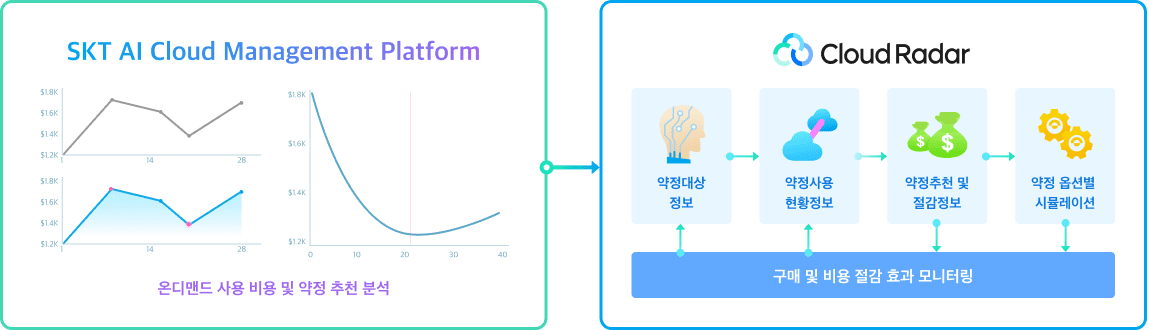 SKT AI Cloud Management Platform
$1.8K
$1.6K
$1.4K
$1.2K
1
14
28
$1.8K
$1.6K
$1.4K
$1.2K
1
14
28
$1.8K
$1.4K
$1.2K
0
10
20
30
40
온디맨드 사용 비용 및 약정 추천 분석
Cloud Radar
약정대상
정보
약정사용
현황정보
$
$
약정추천 및
절감정보
약정 옵션별
시뮬레이션
구매 및 비용 절감 효과 모니터링